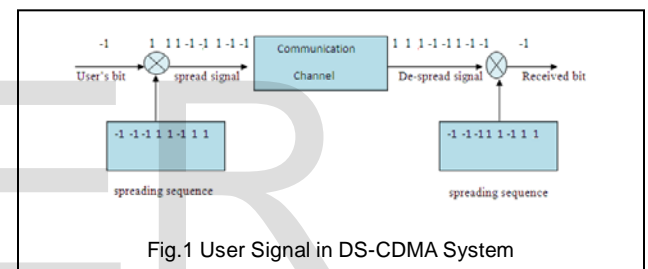 -1 1 1 1 -1 -1 1 -1 -1 Communication 1 1 1 -1 -1 1 -1 -1 -1
User's bit spread signal Channel De-spread signal Received bit
-1 -1 -1 1 1 -1 1 1 -1 -1 -1 1 1 -1 1 1
spreading sequence spreading sequence
Fig.1 User Signal in DS-CDMA System
ER